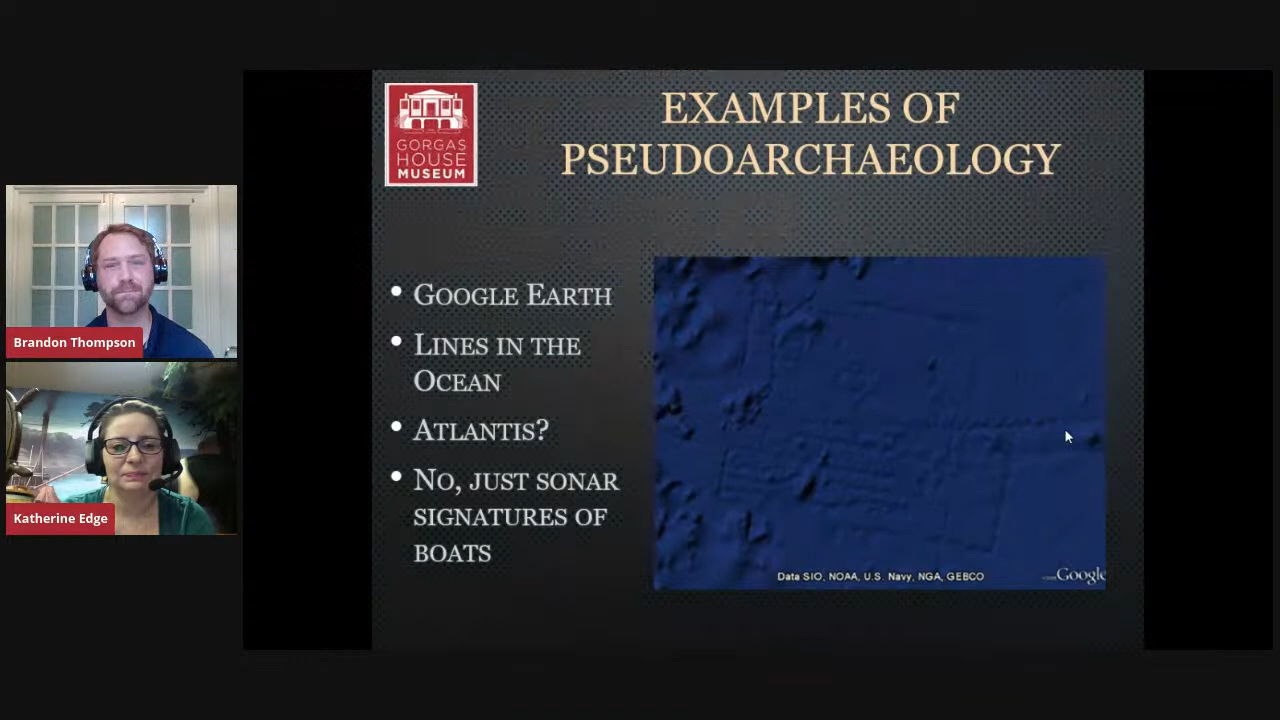 GORGAS
HOUSE
MUSEUM
EXAMPLES OF
PSEUDOARCHAEOLOGY
Brandon Thompson
Katherine Edge
• GOOGLE EARTH
• LINES IN THE
OCEAN
• ATLANTIS?
• NO, JUST SONAR
SIGNATURES OF
BOATS
Data SIO, NOAA, U.S. Navy, NGA, GEBCO
Google